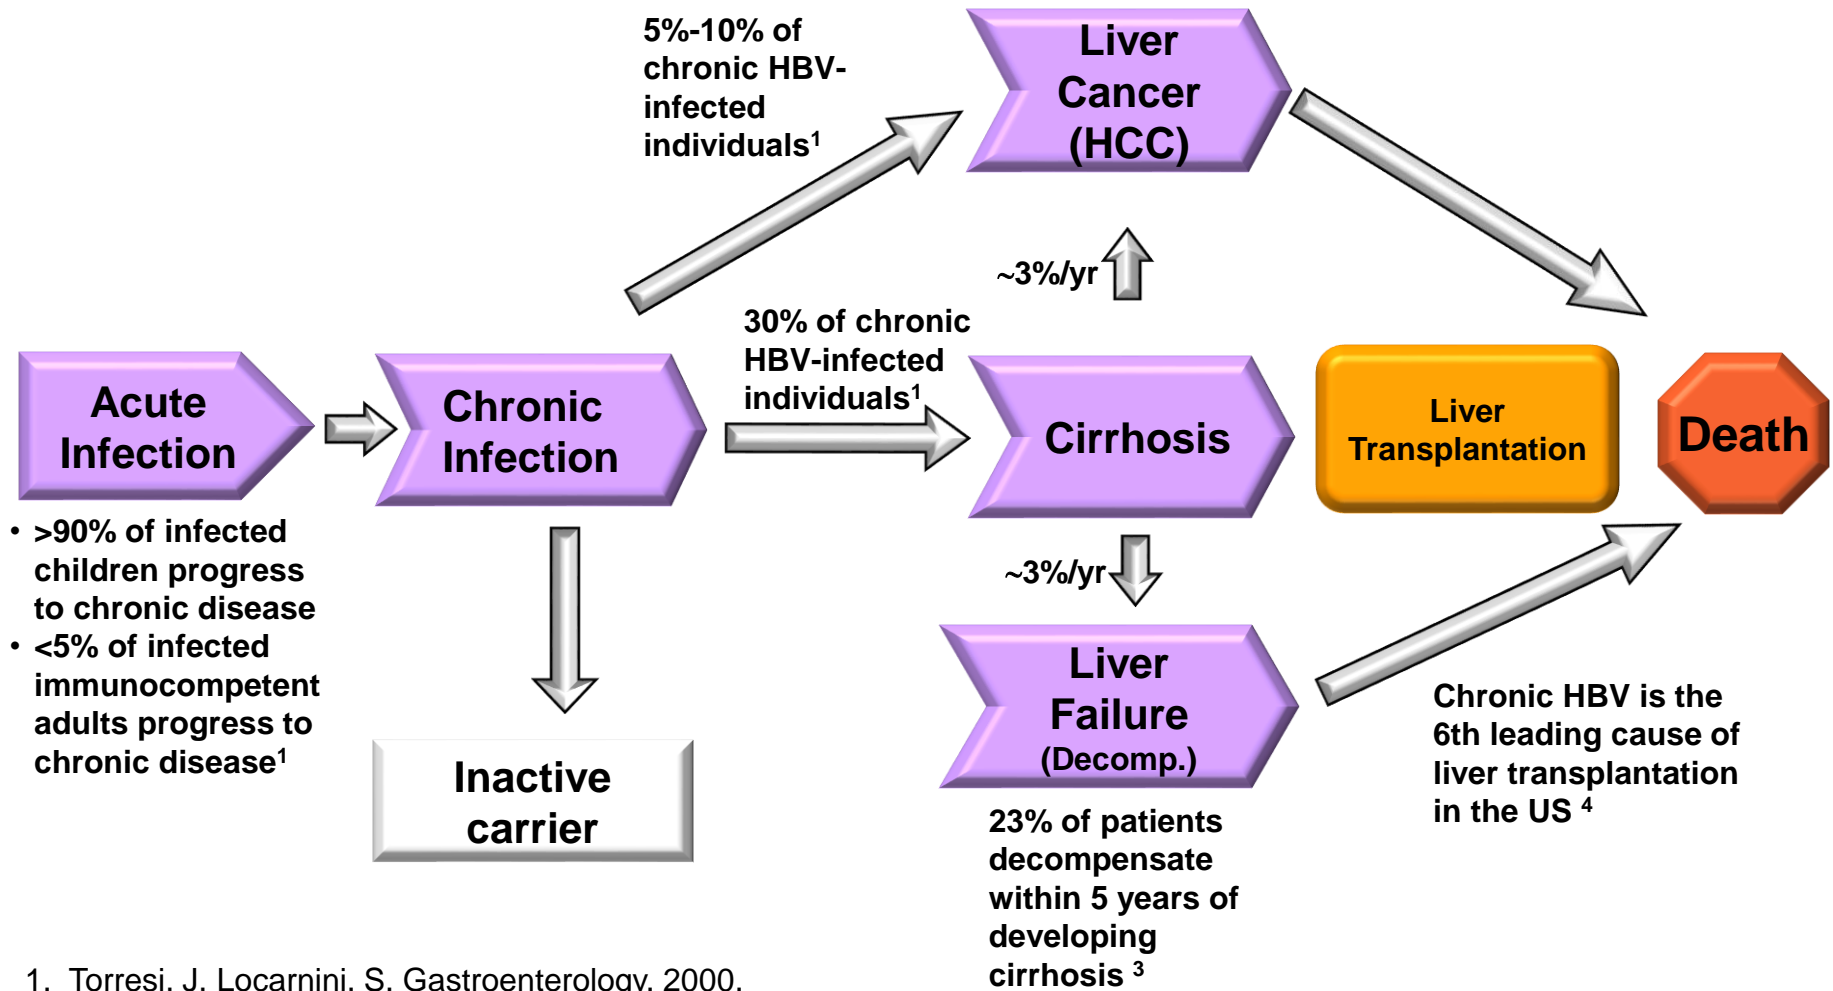 5%-10% of
chronic HBV-
infected
individuals¹
Liver
Cancer
(HCC)
~3%/yr
30% of chronic
HBV-infected
individuals¹
Acute
Infection
Chronic
Infection
Cirrhosis
Liver
Transplantation
Death
• >90% of infected
children progress
to chronic disease
• <5% of infected
immunocompetent
adults progress to
chronic disease¹
~3%/yr
Inactive
carrier
Liver
Failure
(Decomp.)
Chronic HBV is the
6th leading cause of
liver transplantation
in the US ⁴
23% of patients
decompensate
within 5 years of
developing
cirrhosis ³
1. Torresi, J, Locarnini, S. Gastroenterology. 2000.